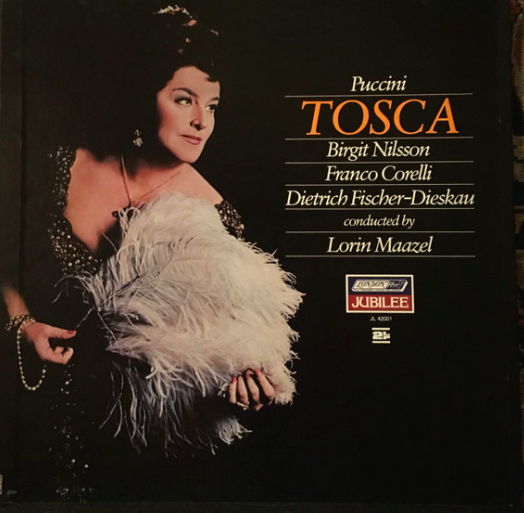 Puccini
TOSCA
Birgit Nilsson
Franco Corelli
Dietrich Fischer-Dieskau
conducted by
Lorin Maazel
LONDON ffrr
JUBILEE
JL 42001